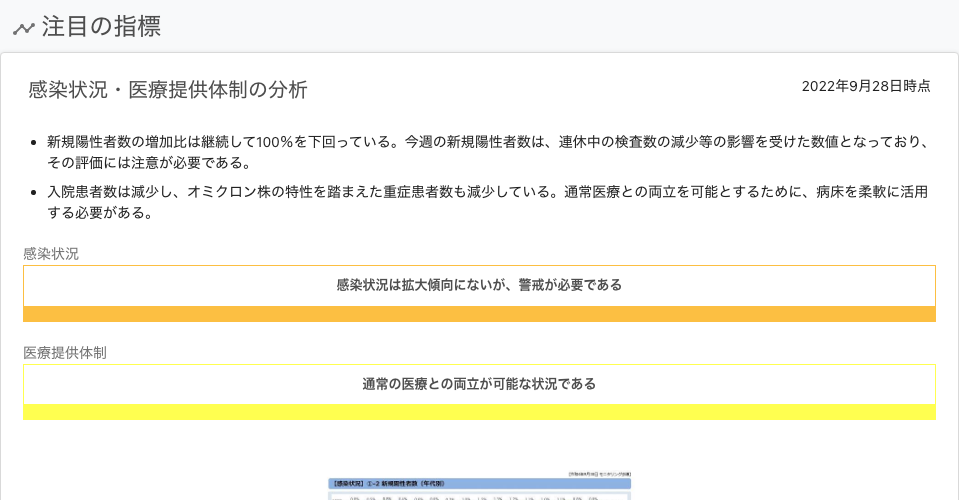 注目の指標
感染状況・医療提供体制の分析
2022年9月28日時点
新規陽性者数の増加比は継続して100%を下回っている。今週の新規陽性者数は、連休中の検査数の減少等の影響を受けた数値となっており、
その評価には注意が必要である。
入院患者数は減少し、オミクロン株の特性を踏まえた重症患者数も減少している。通常医療との両立を可能とするために、病床を柔軟に活用
する必要がある。
感染状況
感染状況は拡大傾向にないが、警戒が必要である
医療提供体制
通常の医療との両立が可能な状況である
【感染状況】①-2 新規陽性者数（年代別）